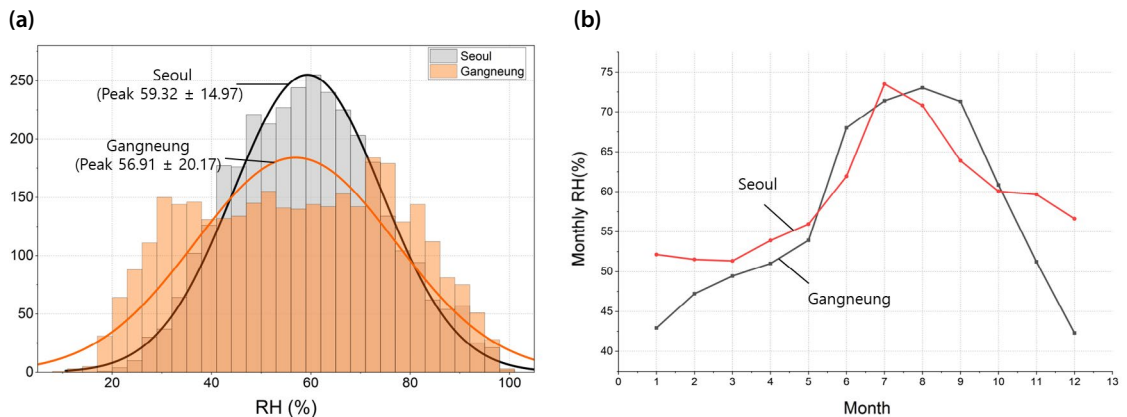 (a)
Seoul
Gangneung
Seoul
(Peak 59.32 ± 14.97)
Gangneung
(Peak 56.91 ± 20.17)
250
200
150
100
50
0
20 40 60 80 100
RH (%)
(b)
Monthly RH(%)
75
70
65
60
55
50
45
40
Seoul
Gangneung
0 1 2 3 4 5 6 7 8 9 10 11 12 13
Month